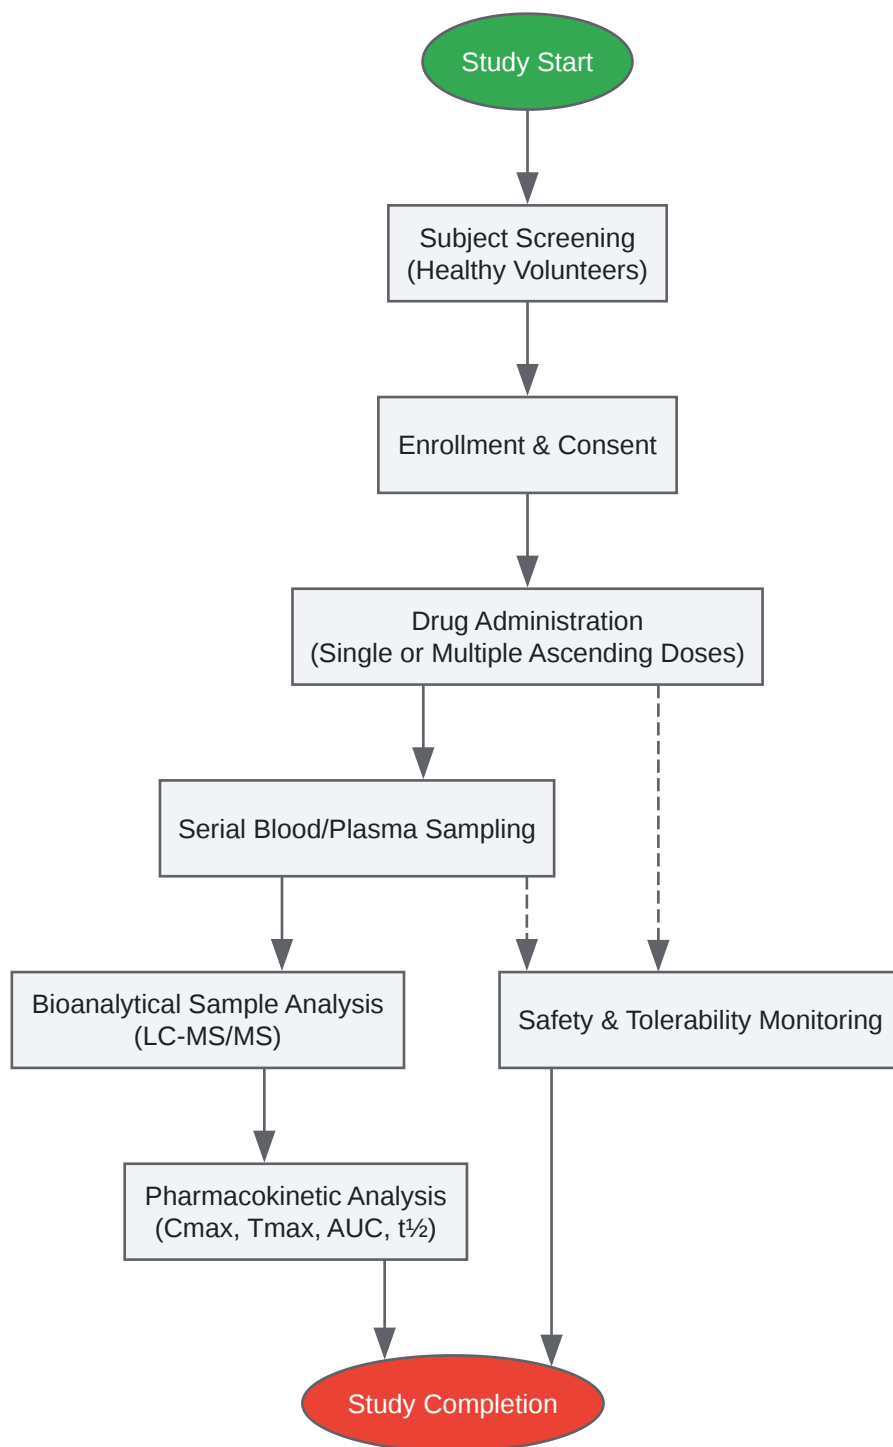 Study Start
Subject Screening
(Healthy Volunteers)
Enrollment & Consent
Drug Administration
(Single or Multiple Ascending Doses)
Serial Blood/Plasma Sampling
Bioanalytical Sample Analysis
(LC-MS/MS)
Safety & Tolerability Monitoring
Pharmacokinetic Analysis
(Cmax, Tmax, AUC, t½)
Study Completion